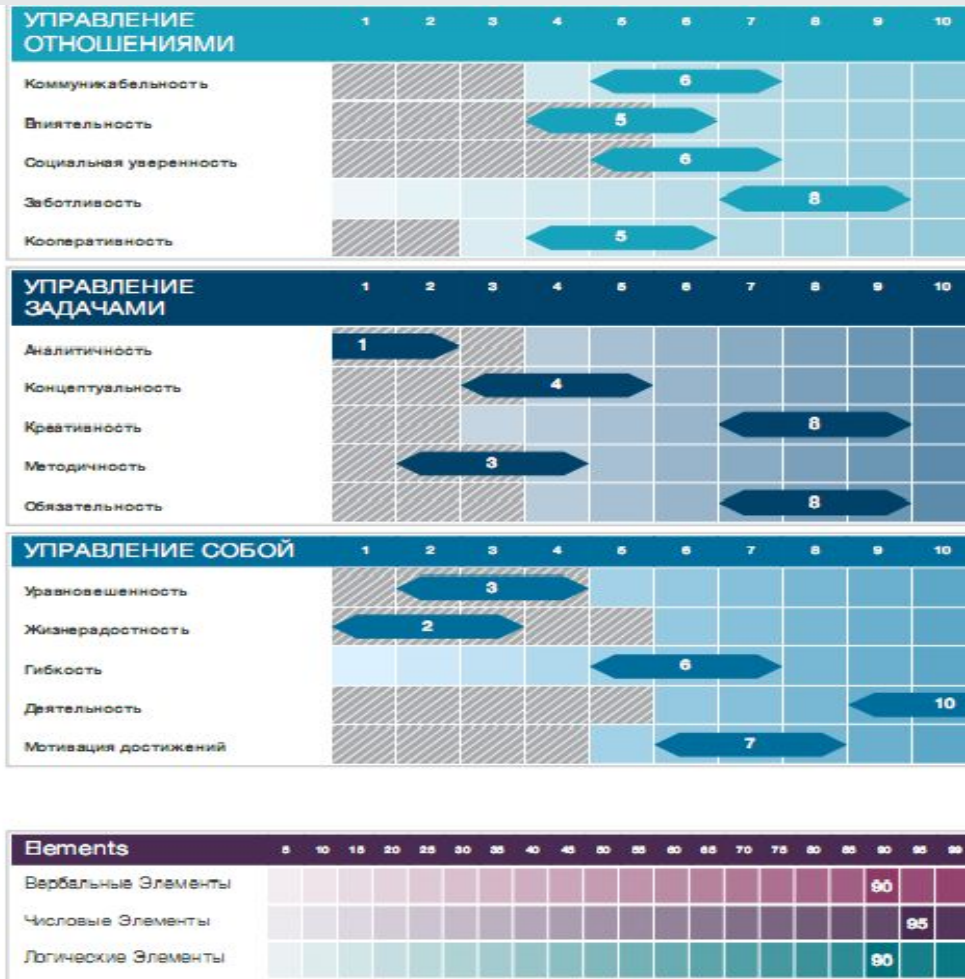 УПРАВЛЕНИЕ ОТНОШЕНИЯМИ 1 2 3 4 5 6 7 8 9 10
Коммуникабельность 6
Влиятельность 5
Социальная уверенность 6
Заботливость 8
Кооперативность 5
УПРАВЛЕНИЕ ЗАДАЧАМИ 1 2 3 4 5 6 7 8 9 10
Аналитичность 1
Концептуальность 4
Креативность 8
Методичность 3
Обязательность 8
УПРАВЛЕНИЕ СОБОЙ 1 2 3 4 5 6 7 8 9 10
Уравновешенность 3
Жизнерадостность 2
Гибкость 6
Деятельность 10
Мотивация достижений 7
Elements 5 10 15 20 25 30 35 40 45 50 55 60 65 70 75 80 85 90 95 99
Вербальные Элементы 90
Числовые Элементы 95
Логические Элементы 90